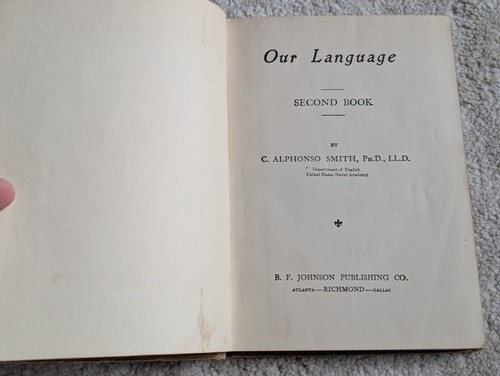 Our Language
SECOND BOOK
BY
C. ALPHONSO SMITH, PH.D., LL.D.
Department of English
United States Naval Academy
B. F. JOHNSON PUBLISHING CO.
ATLANTA—RICHMOND—DALLAS